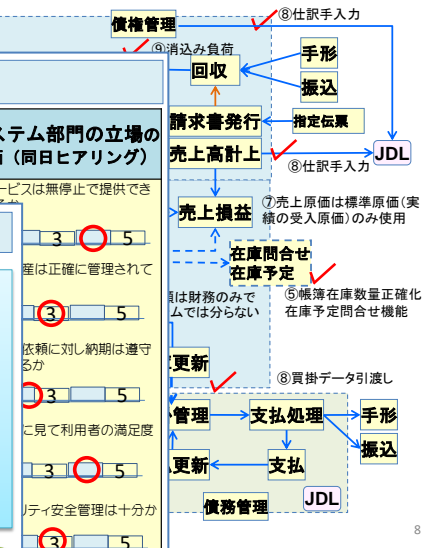 債権管理
⑧仕訳手入力
⑨消込み負荷
回収
手形
振込
請求書発行
指定伝票
売上高計上
JDL
⑧仕訳手入力
売上損益
⑦売上原価は標準原価(実
績の受入原価)のみ使用
在庫問合せ
在庫予定
⑤帳簿在庫数量正確化
在庫予定問合せ機能
は財務のみで
ムでは分らない
更新
⑧買掛データ引渡し
管理
支払処理
手形
振込
更新
支払
債務管理
JDL
ステム部門の立場の
(同日ヒアリング)
ービスは無停止で提供でき
3 5
産は正確に管理されて
3 5
依頼に対し納期は遵守
るか
3 5
に見て利用者の満足度
3 5
リティ安全管理は十分か
3 5
8